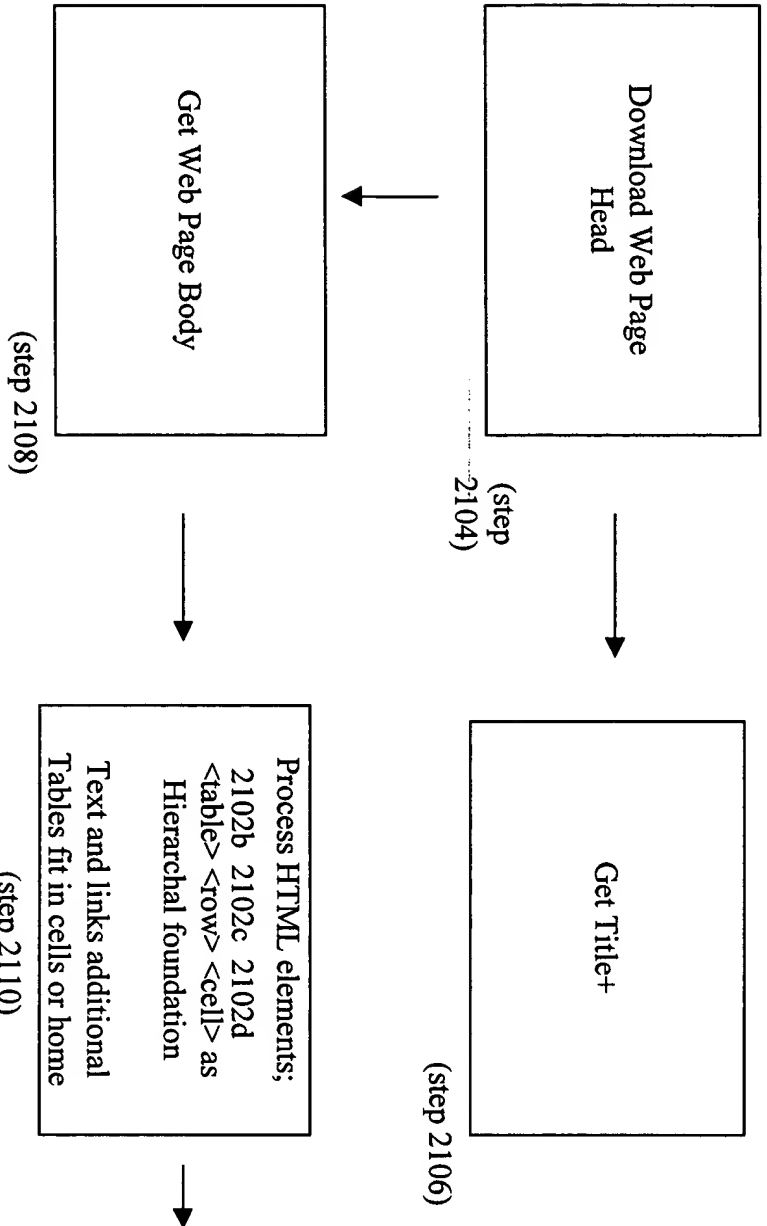 Download Web Page
Head
(step
2104)
Get Title+
(step 2106)
Get Web Page Body
(step 2108)
Process HTML elements;
2102b 2102c 2102d
<table> <row> <cell> as
Hierarchal foundation
Text and links additional
Tables fit in cells or home
(step 2110)